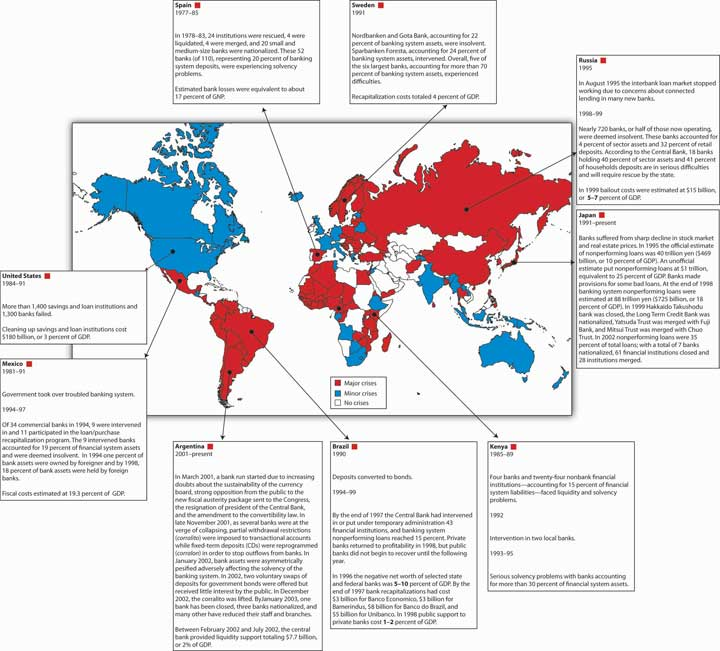 Spain
1977–85
In 1978–83, 24 institutions were rescued, 4 were
liquidated, 4 were merged, and 20 small and
medium-size banks were nationalized. These 52
banks (of 110), representing 20 percent of banking
system deposits, were experiencing solvency
problems.
Estimated bank losses were equivalent to about
17 percent of GNP.
Sweden
1991
Nordbanken and Gota Bank, accounting for 22
percent of banking system assets, were insolvent.
Sparbanken Foresta, accounting for 24 percent of
banking system assets, intervened. Overall, five of
the six largest banks, accounting for more than 70
percent of banking system assets, experienced
difficulties.
Recapitalization costs totaled 4 percent of GDP.
Russia
1995
In August 1995 the interbank loan market stopped
working due to concerns about connected
lending in many new banks.
1998–99
Nearly 720 banks, or half of those now operating,
were deemed insolvent. These banks accounted for
4 percent of sector assets and 32 percent of retail
deposits. According to the Central Bank, 18 banks
holding 40 percent of sector assets and 41 percent
of households deposits are in serious difficulties
and will require rescue by the state.
In 1999 bailout costs were estimated at $15 billion,
or 5–7 percent of GDP.
Japan
1991–present
Banks suffered from sharp decline in stock market
and real estate prices. In 1995 the official estimate
of nonperforming loans was 40 trillion yen ($469
billion, or 10 percent of GDP). An unofficial
estimate put nonperforming loans at $1 trillion,
equivalent to 25 percent of GDP. Banks made
provisions for some bad loans. At the end of 1998
banking system nonperforming loans were
estimated at 88 trillion yen ($725 billion, or 18
percent of GDP). In 1999 Hakkaido Takushodu
bank was closed, the Long Term Credit Bank was
nationalized, Yatsuda Trust was merged with Fuji
Bank, and Mitsui Trust was merged with Chuo
Trust. In 2002 nonperforming loans were 35
percent of total loans; with a total of 7 banks
nationalized, 61 financial institutions closed and
28 institutions merged.
United States
1984–91
More than 1,400 savings and loan institutions and
1,300 banks failed.
Cleaning up savings and loan institutions cost
$180 billion, or 3 percent of GDP.
Mexico
1981–91
Government took over troubled banking system.
1994–97
Of 34 commercial banks in 1994, 9 were intervened
in and 11 participated in the loan/purchase
recapitalization program. The 9 intervened banks
accounted for 19 percent of financial system assets
and were deemed insolvent. In 1994 one percent of
bank assets were owned by foreigner and by 1998,
18 percent of bank assets were held by foreign
banks.
Fiscal costs estimated at 19.3 percent of GDP.
Major crises
Minor crises
No crises
Argentina
2001–present
In March 2001, a bank run started due to increasing
doubts about the sustainability of the currency
board, strong opposition from the public to the
new fiscal austerity package sent to the Congress,
the resignation of president of the Central Bank,
and the amendment to the convertibility law. In
late November 2001, as several banks were at the
verge of collapsing, partial withdrawal restrictions
(corralito) were imposed to transactional accounts
while fixed-term deposits (CDs) were reprogrammed
(corralon) in order to stop outflows from banks. In
January 2002, bank assets were asymmetrically
pesified adversely affecting the solvency of the
banking system. In 2002, two voluntary swaps of
deposits for government bonds were offered but
received little interest by the public. In December
2002, the corralito was lifted. By January 2003, one
bank has been closed, three banks nationalized, and
many other have reduced their staff and branches.
Between February 2002 and July 2002, the central
bank provided liquidity support totaling $7.7 billion,
or 2% of GDP.
Brazil
1990
Deposits converted to bonds.
1994–99
By the end of 1997 the Central Bank had intervened
in or put under temporary administration 43
financial institutions, and banking system
nonperforming loans reached 15 percent. Private
banks returned to profitability in 1998, but public
banks did not begin to recover until the following
year.
In 1996 the negative net worth of selected state
and federal banks was 5–10 percent of GDP. By the
end of 1997 bank recapitalizations had cost
$3 billion for Banco Economico, $3 billion for
Bamerindus, $8 billion for Banco do Brazil, and
$5 billion for Unibanco. In 1998 public support to
private banks cost 1–2 percent of GDP.
Kenya
1985–89
Four banks and twenty-four nonbank financial
institutions—accounting for 15 percent of financial
system liabilities—faced liquidity and solvency
problems.
1992
Intervention in two local banks.
1993–95
Serious solvency problems with banks accounting
for more than 30 percent of financial system assets.